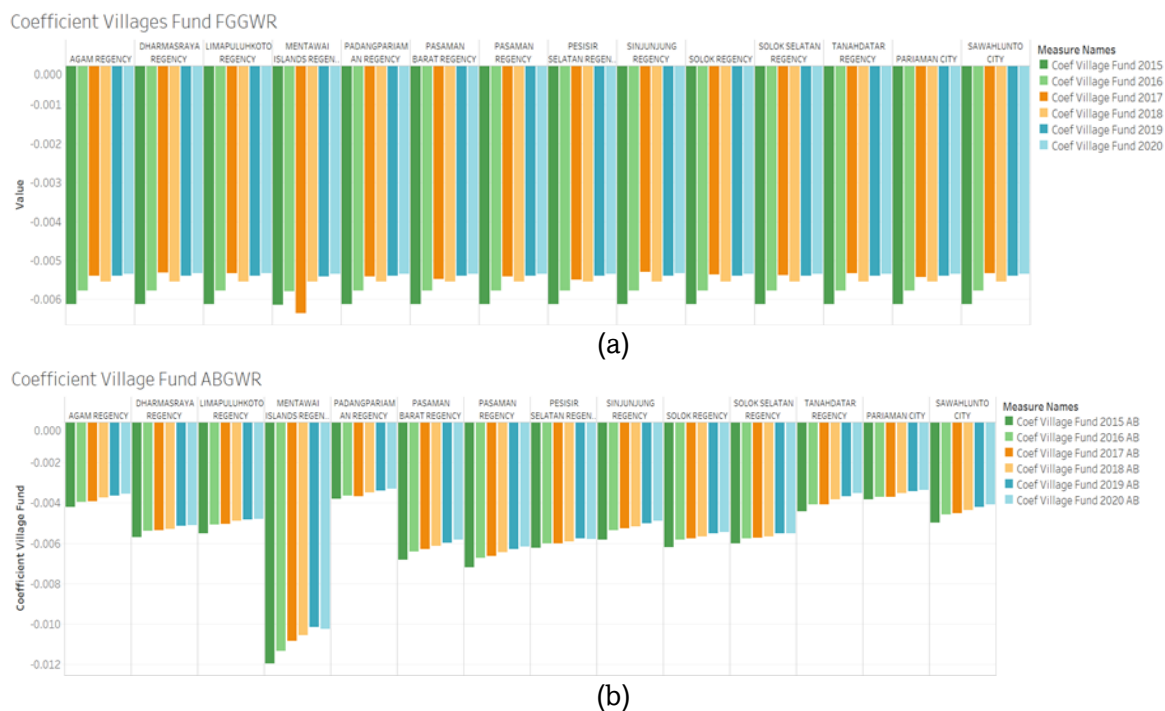 Coefficient Villages Fund FGGWR
DHARMASRAYA LIMAPULUHKOTO MENTAWAI PADANGPARIAM PASAMAN PASAMAN PESISIR SINJUNJUNG SOLOK SELATAN TANAHDATAR SAWAHLUNTO
AGAM REGENCY REGENCY REGENCY ISLANDS REGEN.. AN REGENCY BARAT REGENCY REGENCY SELATAN REGEN.. REGENCY SOLOK REGENCY REGENCY REGENCY PARIAMAN CITY CITY
Measure Names
Coef Village Fund 2015
Coef Village Fund 2016
Coef Village Fund 2017
Coef Village Fund 2018
Coef Village Fund 2019
Coef Village Fund 2020
0.000
-0.001
-0.002
-0.003
-0.004
-0.005
-0.006
Value
(a)
Coefficient Village Fund ABGWR
DHARMASRAYA LIMAPULUHKOTO MENTAWAI PADANGPARIAM PASAMAN PASAMAN PESISIR SINJUNJUNG SOLOK SELATAN TANAHDATAR SAWAHLUNTO
AGAM REGENCY REGENCY REGENCY ISLANDS REGEN.. AN REGENCY BARAT REGENCY REGENCY SELATAN REGEN.. REGENCY SOLOK REGENCY REGENCY REGENCY PARIAMAN CITY CITY
Measure Names
Coef Village Fund 2015 AB
Coef Village Fund 2016 AB
Coef Village Fund 2017 AB
Coef Village Fund 2018 AB
Coef Village Fund 2019 AB
Coef Village Fund 2020 AB
0.000
-0.002
-0.004
-0.006
-0.008
-0.010
-0.012
Coefficient Village Fund
(b)